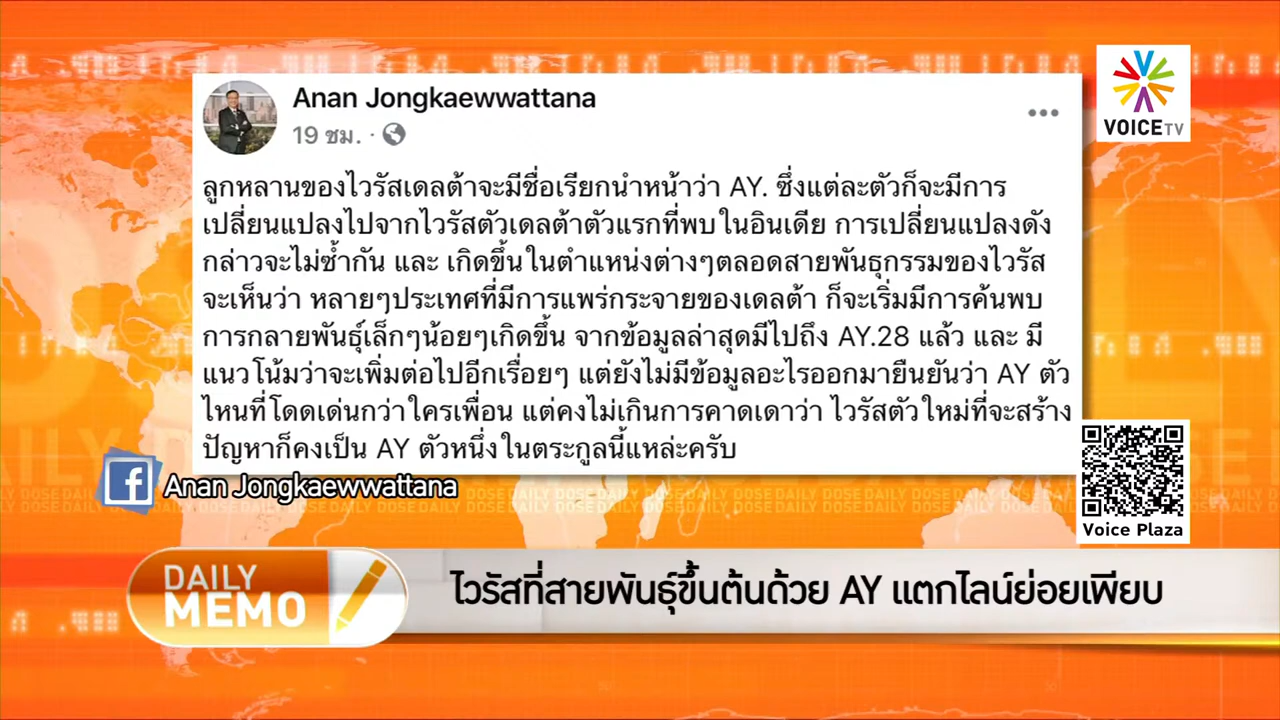 Anan Jongkaewwattana
19 ชม. ·
VOICETV
ลูกหลานของไวรัสเดลต้าจะมีชื่อเรียกนำหน้าว่า AY. ซึ่งแต่ละตัวก็จะมีการ
เปลี่ยนแปลงไปจากไวรัสตัวเดลต้าตัวแรกที่พบในอินเดีย การเปลี่ยนแปลงดัง
กล่าวจะไม่ซ้ำกัน และ เกิดขึ้นในตำแหน่งต่างๆตลอดสายพันธุกรรมของไวรัส
จะเห็นว่า หลายๆประเทศที่มีการแพร่กระจายของเดลต้า ก็จะเริ่มมีการค้นพบ
การกลายพันธุ์เล็กๆน้อยๆเกิดขึ้น จากข้อมูลล่าสุดมีไปถึง AY.28 แล้ว และ มี
แนวโน้มว่าจะเพิ่มต่อไปอีกเรื่อยๆ แต่ยังไม่มีข้อมูลอะไรออกมายืนยันว่า AY ตัว
ไหนที่โดดเด่นกว่าใครเพื่อน แต่คงไม่เกินการคาดเดาว่า ไวรัสตัวใหม่ที่จะสร้าง
ปัญหาก็คงเป็น AY ตัวหนึ่งในตระกูลนี้แหล่ะครับ
Anan Jongkaewwattana
Voice Plaza
DAILY
MEMO
ไวรัสที่สายพันธุ์ขึ้นต้นด้วย AY แตกไลน์ย่อยเพียบ